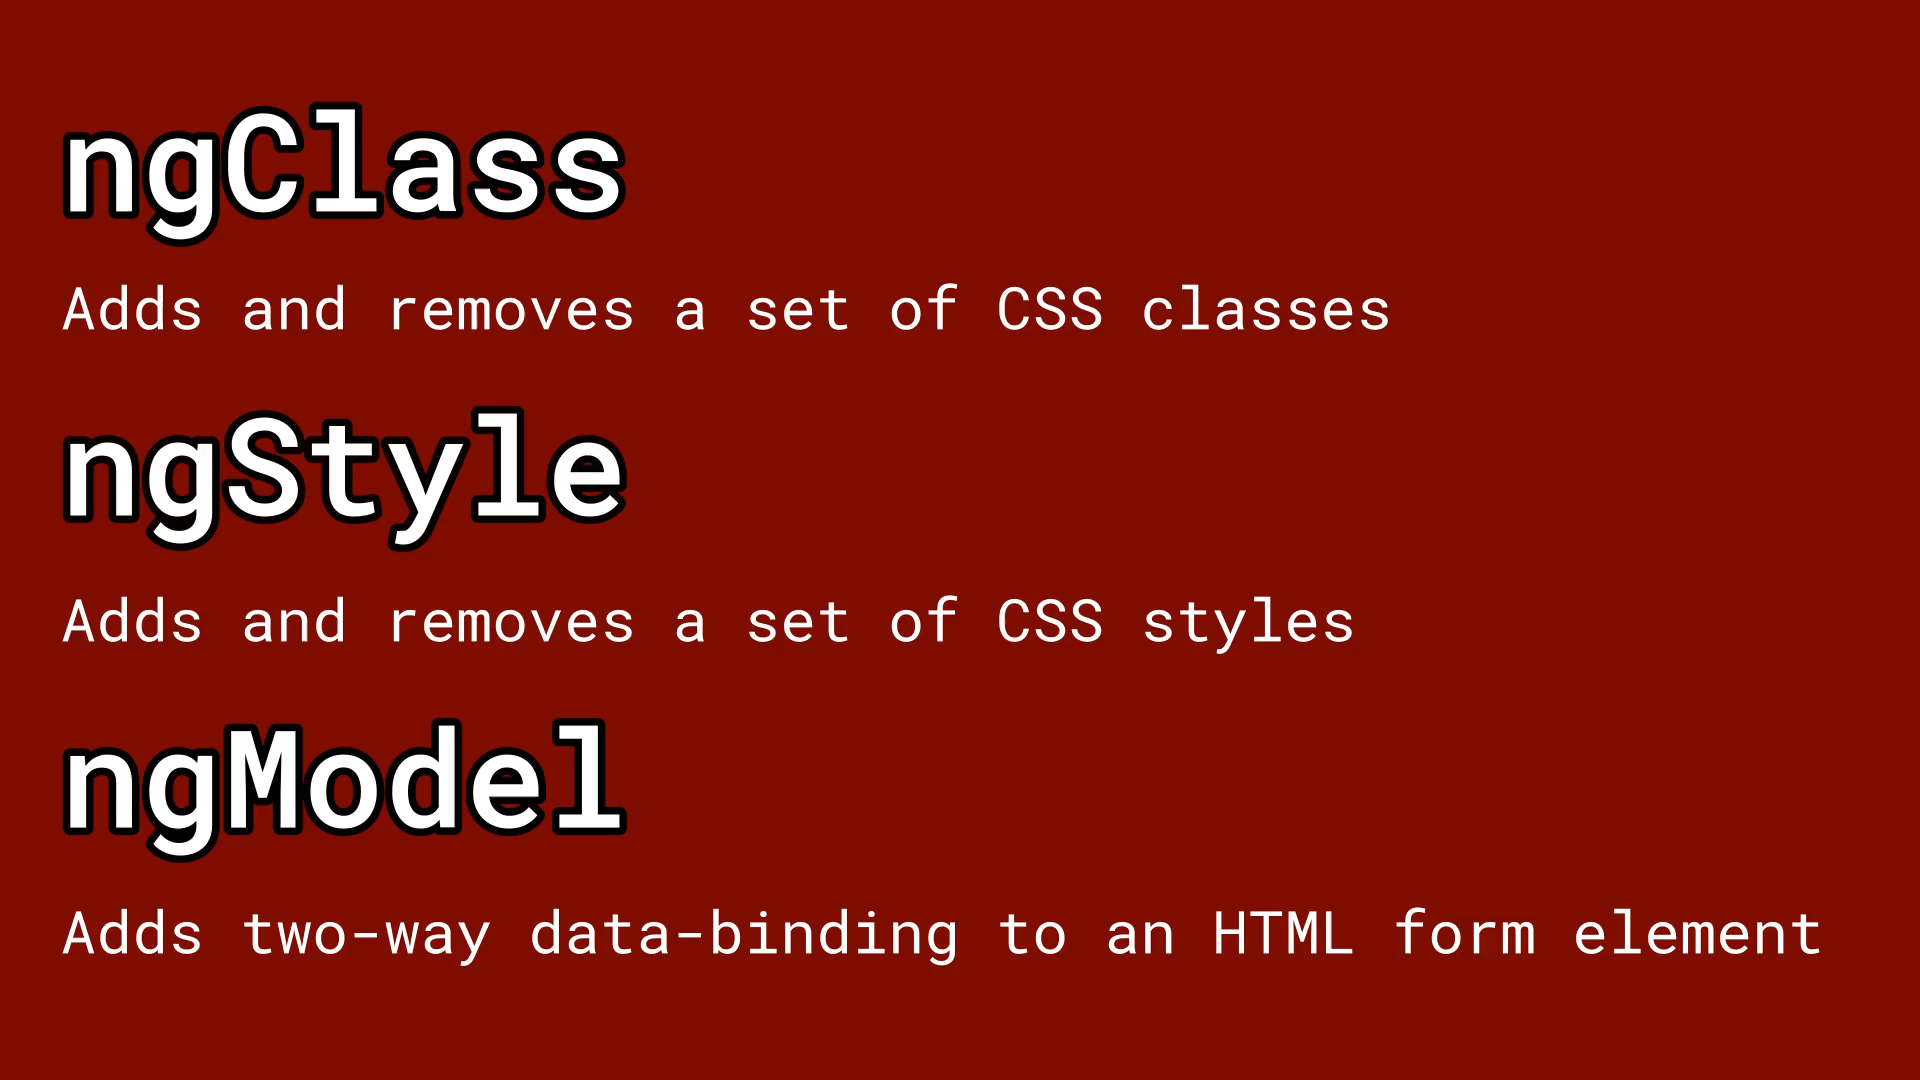 ngClass
Adds and removes a set of CSS classes
ngStyle
Adds and removes a set of CSS styles
ngModel
Adds two-way data-binding to an HTML form element